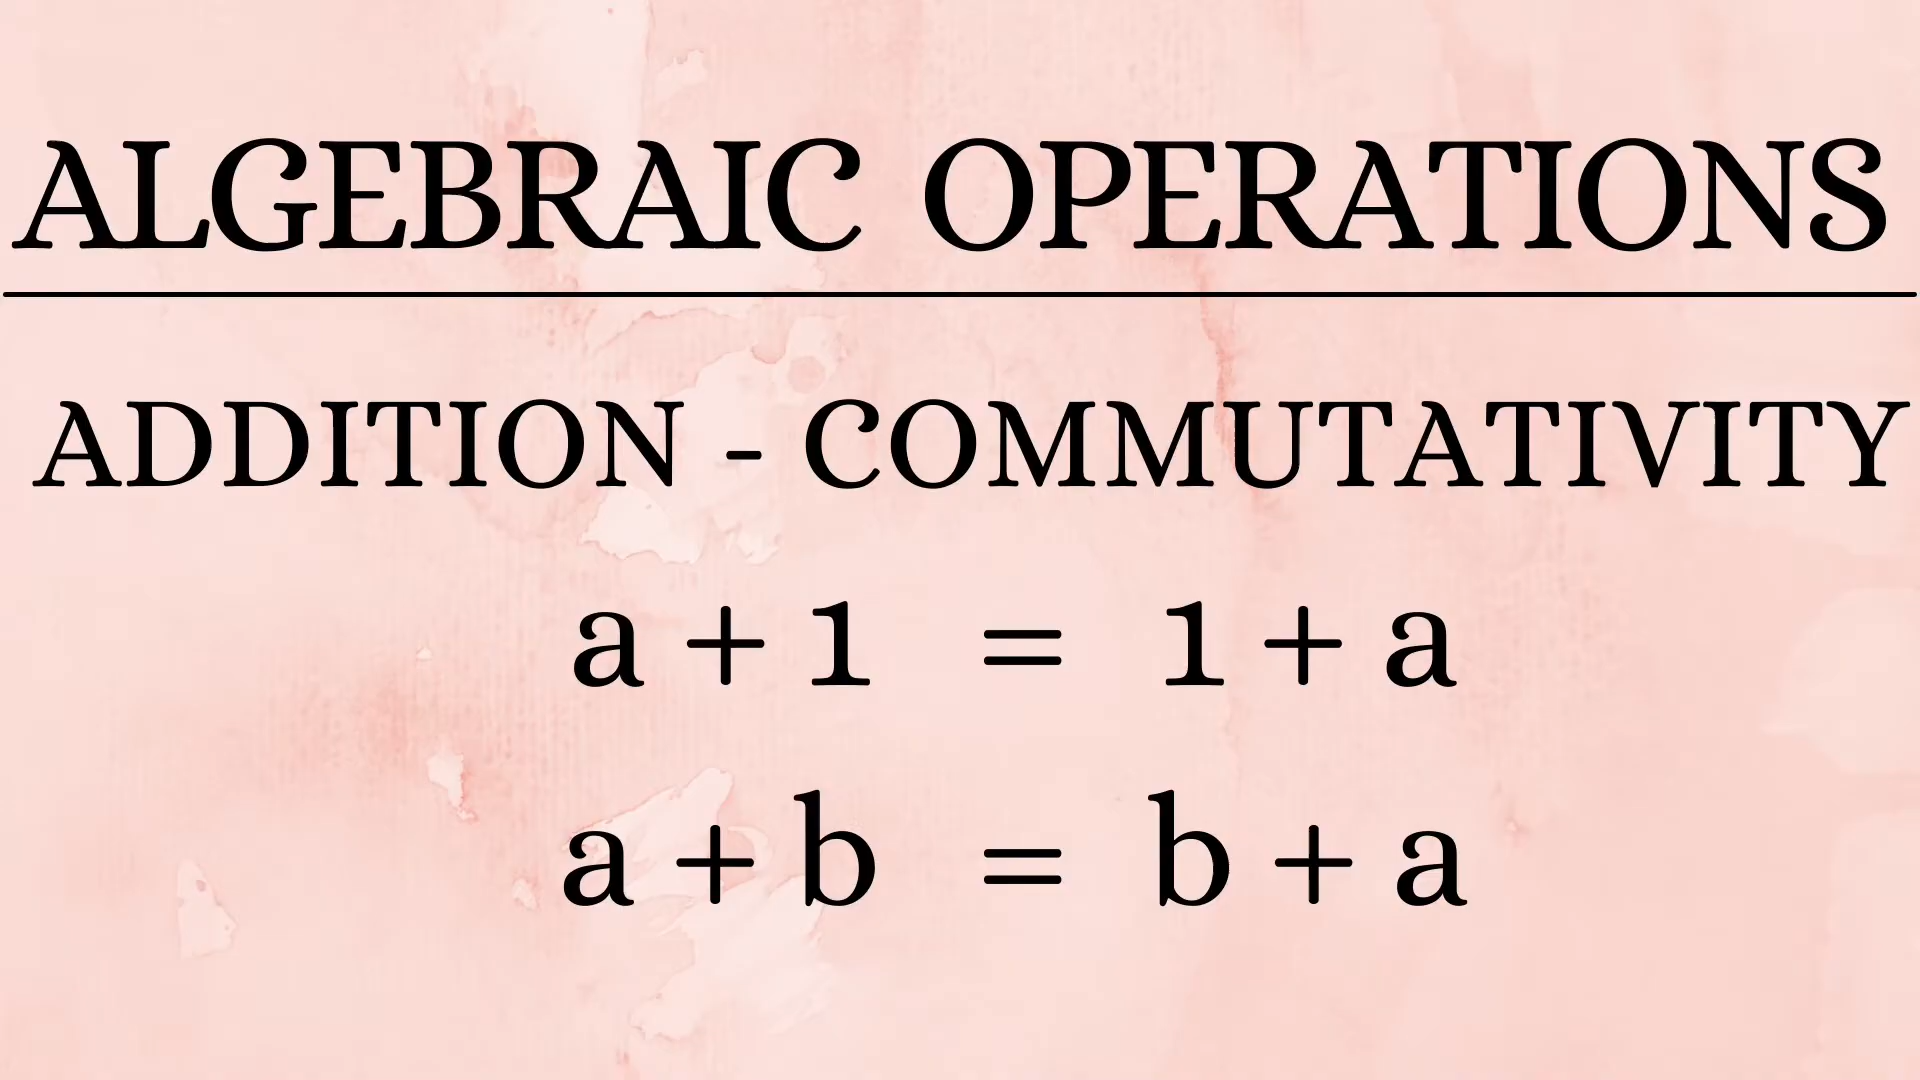 ALGEBRAIC OPERATIONS
ADDITION - COMMUTATIVITY
a + 1 = 1 + a
a + b = b + a